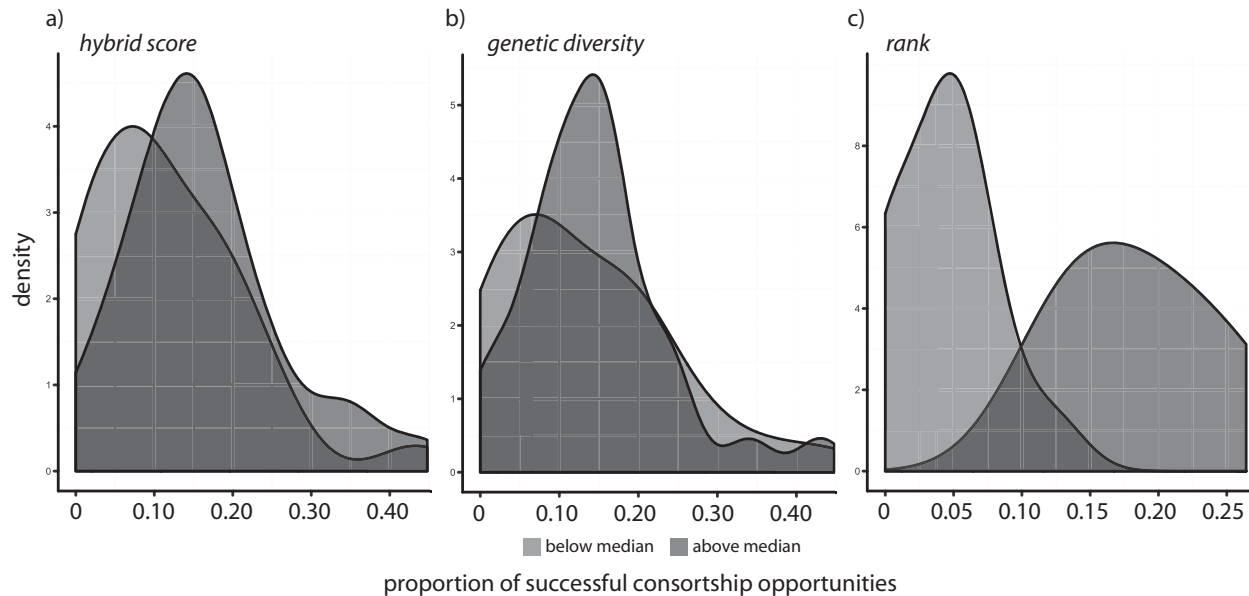 a)
hybrid score
b)
genetic diversity
c)
rank
density
4
3
2
1
0
0 0.10 0.20 0.30 0.40
5
4
3
2
1
0
0 0.10 0.20 0.30 0.40
8
6
4
2
0
0 0.05 0.10 0.15 0.20 0.25
below median above median
proportion of successful consortship opportunities